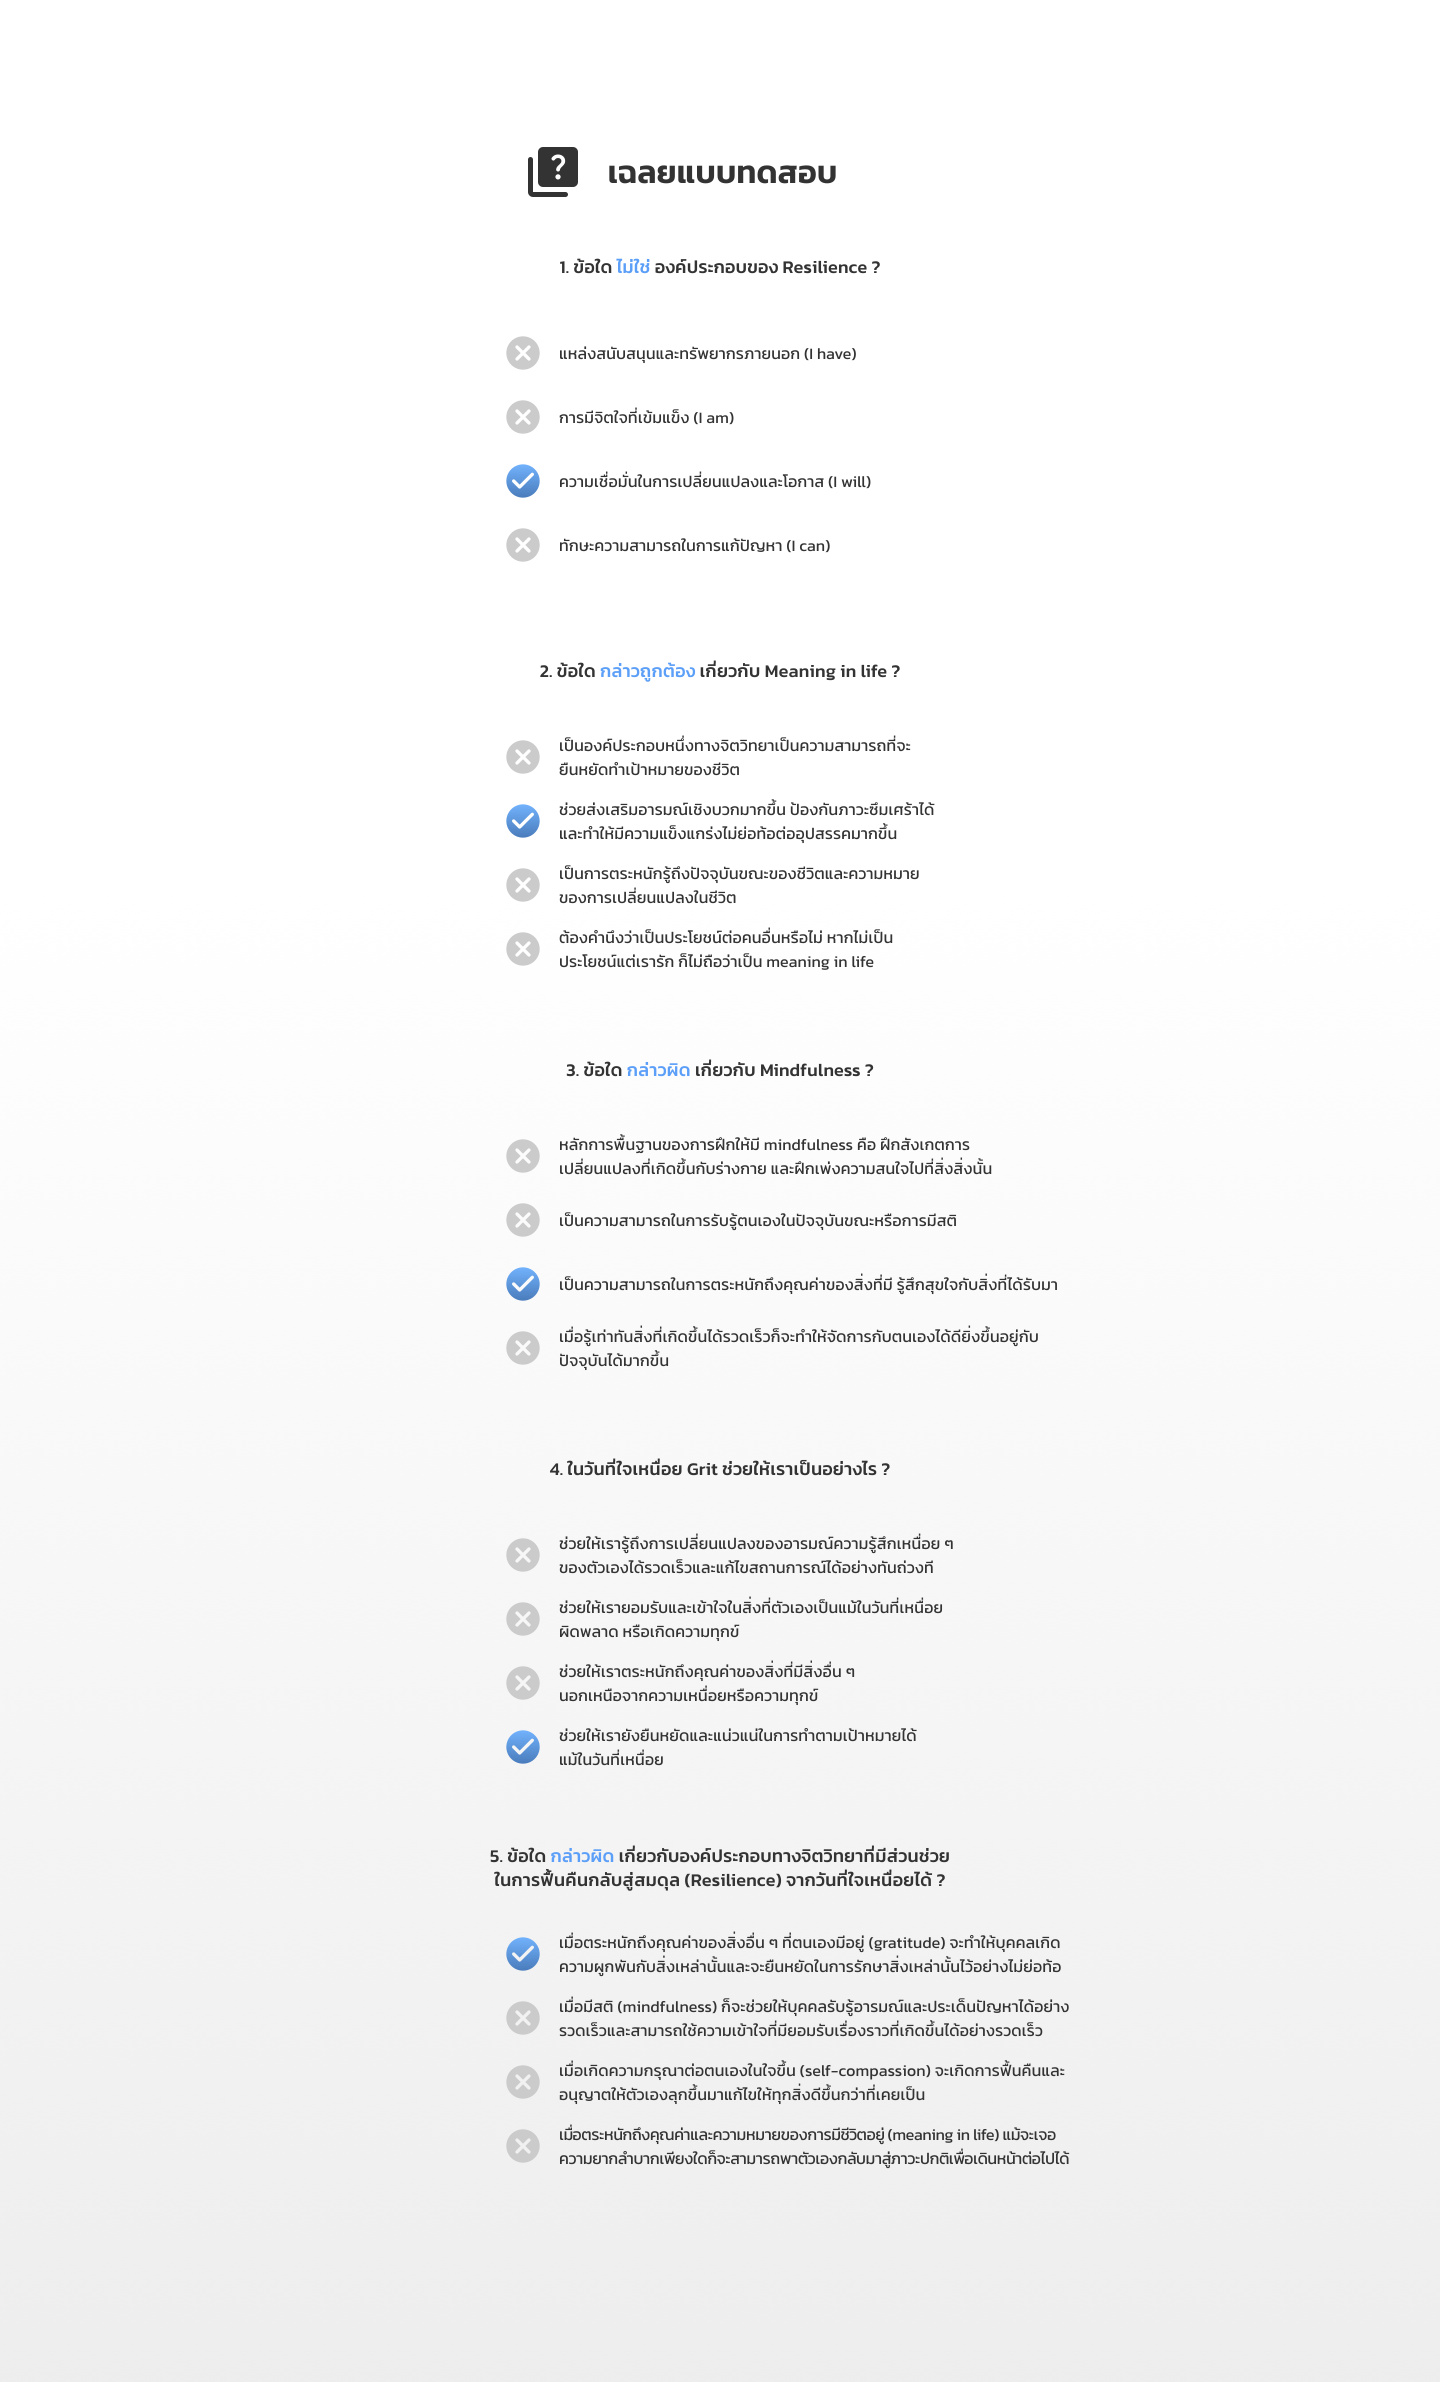 เฉลยแบบทดสอบ
1. ข้อใด ไม่ใช่ องค์ประกอบของ Resilience ?
แหล่งสนับสนุนและทรัพยากรภายนอก (I have)
การมีจิตใจที่เข้มแข็ง (I am)
ความเชื่อมั่นในการเปลี่ยนแปลงและโอกาส (I will)
ทักษะความสามารถในการแก้ปัญหา (I can)
2. ข้อใด กล่าวถูกต้อง เกี่ยวกับ Meaning in life ?
เป็นองค์ประกอบหนึ่งทางจิตวิทยาเป็นความสามารถที่จะ
ยืนหยัดทำเป้าหมายของชีวิต
ช่วยส่งเสริมอารมณ์เชิงบวกมากขึ้น ป้องกันภาวะซึมเศร้าได้
และทำให้มีความแข็งแกร่งไม่ย่อท้อต่ออุปสรรคมากขึ้น
เป็นการตระหนักรู้ถึงปัจจุบันขณะของชีวิตและความหมาย
ของการเปลี่ยนแปลงในชีวิต
ต้องคำนึงว่าเป็นประโยชน์ต่อคนอื่นหรือไม่ หากไม่เป็น
ประโยชน์แต่เรารัก ก็ไม่ถือว่าเป็น meaning in life
3. ข้อใด กล่าวผิด เกี่ยวกับ Mindfulness ?
หลักการพื้นฐานของการฝึกให้มี mindfulness คือ ฝึกสังเกตการ
เปลี่ยนแปลงที่เกิดขึ้นกับร่างกาย และฝึกเพ่งความสนใจไปที่สิ่งสิ่งนั้น
เป็นความสามารถในการรับรู้ตนเองในปัจจุบันขณะหรือการมีสติ
เป็นความสามารถในการตระหนักถึงคุณค่าของสิ่งที่มี รู้สึกสุขใจกับสิ่งที่ได้รับมา
เมื่อรู้เท่าทันสิ่งที่เกิดขึ้นได้รวดเร็วก็จะทำให้จัดการกับตนเองได้ดียิ่งขึ้นอยู่กับ
ปัจจุบันได้มากขึ้น
4. ในวันที่ใจเหนื่อย Grit ช่วยให้เราเป็นอย่างไร ?
ช่วยให้เรารู้ถึงการเปลี่ยนแปลงของอารมณ์ความรู้สึกเหนื่อย ๆ
ของตัวเองได้รวดเร็วและแก้ไขสถานการณ์ได้อย่างทันถ่วงที
ช่วยให้เรายอมรับและเข้าใจในสิ่งที่ตัวเองเป็นแม้ในวันที่เหนื่อย
ผิดพลาด หรือเกิดความทุกข์
ช่วยให้เราตระหนักถึงคุณค่าของสิ่งที่มีสิ่งอื่น ๆ
นอกเหนือจากความเหนื่อยหรือความทุกข์
ช่วยให้เรายังยืนหยัดและแน่วแน่ในการทำตามเป้าหมายได้
แม้ในวันที่เหนื่อย
5. ข้อใด กล่าวผิด เกี่ยวกับองค์ประกอบทางจิตวิทยาที่มีส่วนช่วย
ในการฟื้นคืนกลับสู่สมดุล (Resilience) จากวันที่ใจเหนื่อยได้ ?
เมื่อตระหนักถึงคุณค่าของสิ่งอื่น ๆ ที่ตนเองมีอยู่ (gratitude) จะทำให้บุคคลเกิด
ความผูกพันกับสิ่งเหล่านั้นและจะยืนหยัดในการรักษาสิ่งเหล่านั้นไว้อย่างไม่ย่อท้อ
เมื่อมีสติ (mindfulness) ก็จะช่วยให้บุคคลรับรู้อารมณ์และประเด็นปัญหาได้อย่าง
รวดเร็วและสามารถใช้ความเข้าใจที่มียอมรับเรื่องราวที่เกิดขึ้นได้อย่างรวดเร็ว
เมื่อเกิดความกรุณาต่อตนเองในใจขึ้น (self-compassion) จะเกิดการฟื้นคืนและ
อนุญาตให้ตัวเองลุกขึ้นมาแก้ไขให้ทุกสิ่งดีขึ้นกว่าที่เคยเป็น
เมื่อตระหนักถึงคุณค่าและความหมายของการมีชีวิตอยู่ (meaning in life) แม้จะเจอ
ความยากลำบากเพียงใดก็จะสามารถพาตัวเองกลับมาสู่ภาวะปกติเพื่อเดินหน้าต่อไปได้